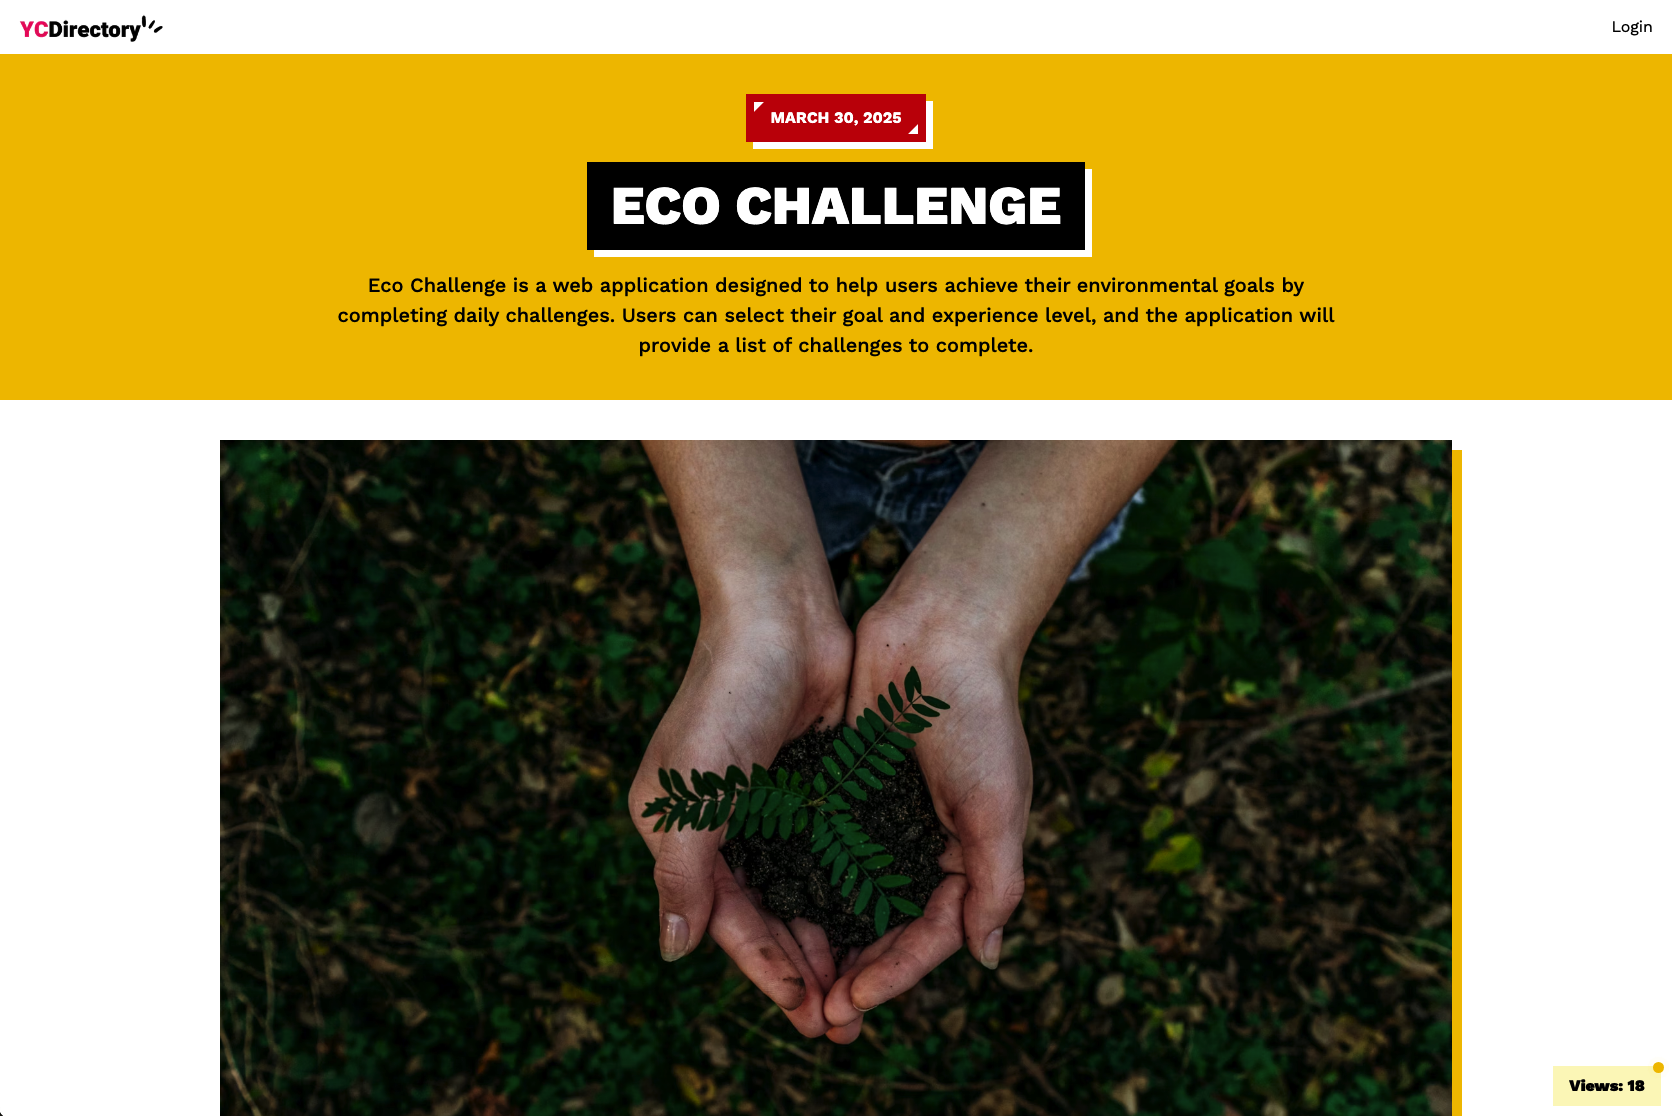 YCDirectory
Login
MARCH 30, 2025
ECO CHALLENGE
Eco Challenge is a web application designed to help users achieve their environmental goals by
completing daily challenges. Users can select their goal and experience level, and the application will
provide a list of challenges to complete.
Views: 18